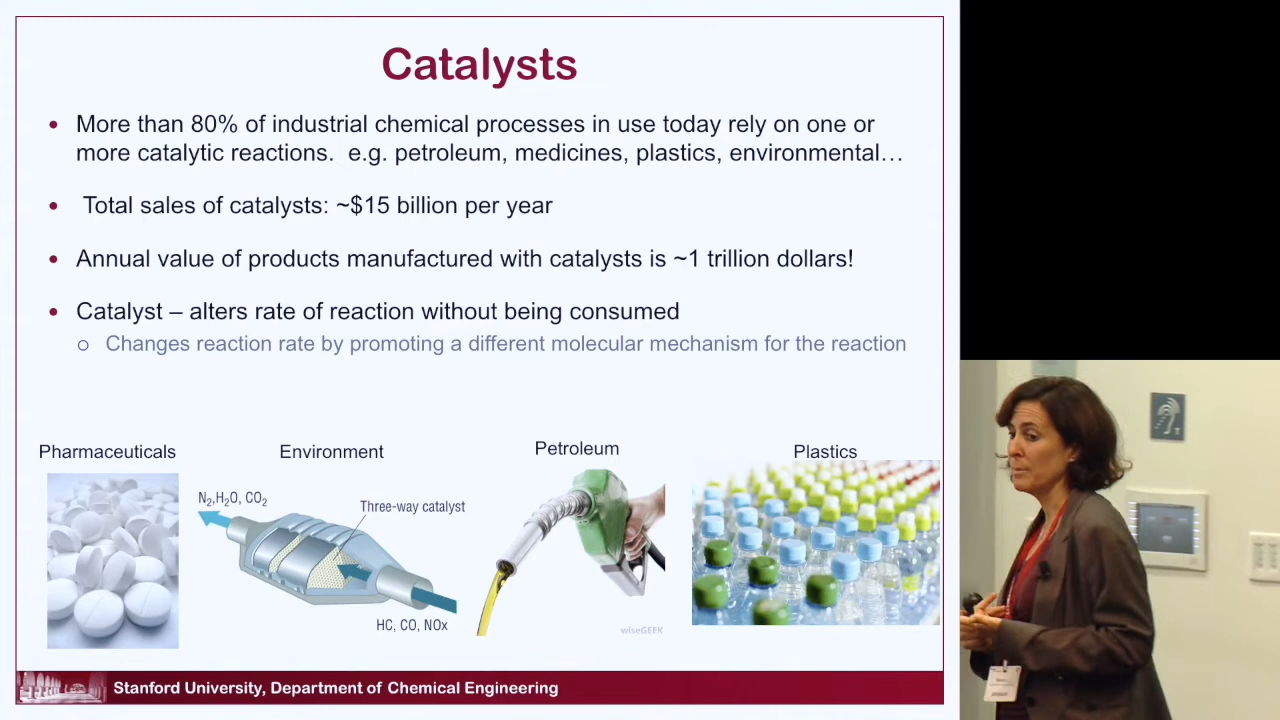 Catalysts
• More than 80% of industrial chemical processes in use today rely on one or
more catalytic reactions. e.g. petroleum, medicines, plastics, environmental…
• Total sales of catalysts: ~$15 billion per year
• Annual value of products manufactured with catalysts is ~1 trillion dollars!
• Catalyst – alters rate of reaction without being consumed
○ Changes reaction rate by promoting a different molecular mechanism for the reaction
Pharmaceuticals
Environment
Petroleum
Plastics
N₂,H₂O, CO₂
Three-way catalyst
HC, CO, NOx
wiseGEEK
Stanford University, Department of Chemical Engineering